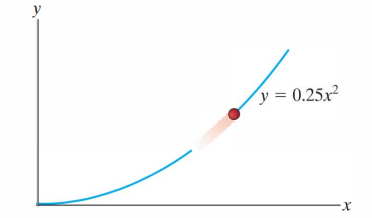 y
y = 0.25x²
x